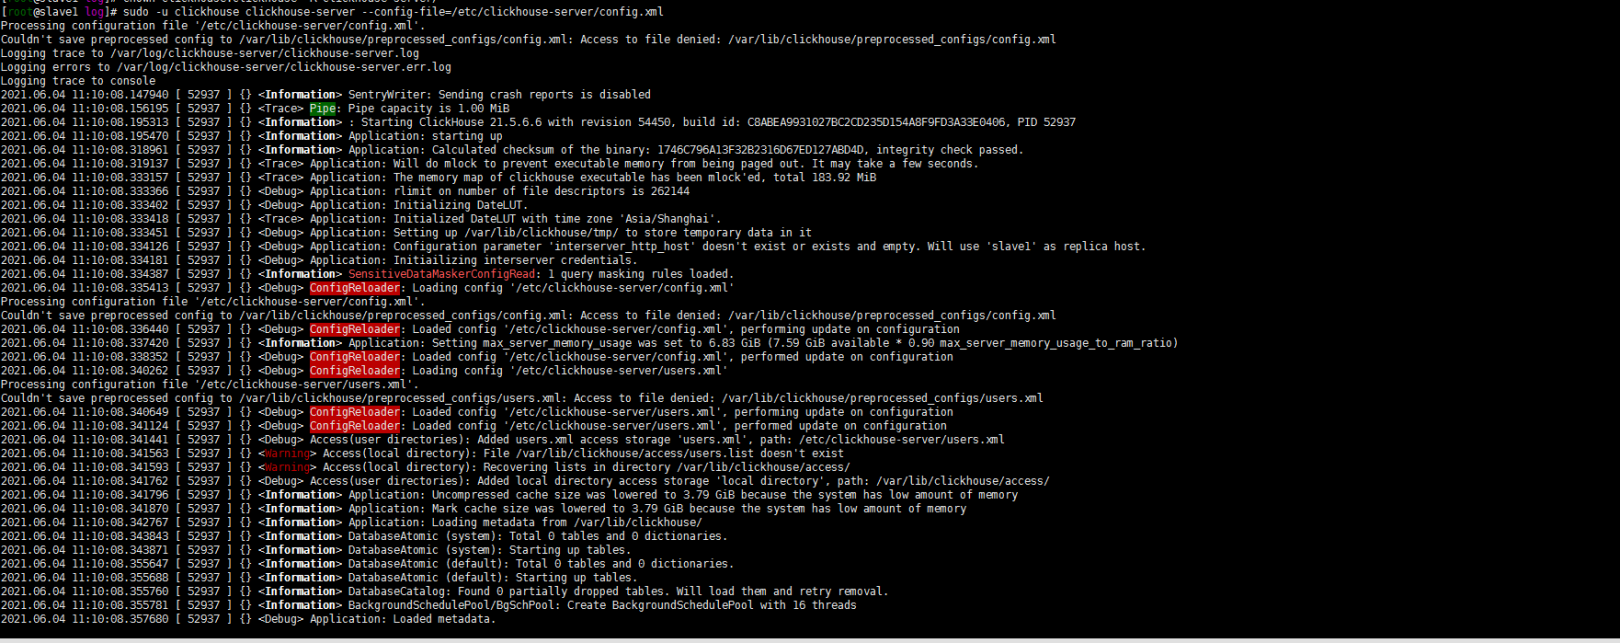 [root@slave1 log]# sudo -u clickhouse clickhouse-server --config-file=/etc/clickhouse-server/config.xml
Processing configuration file '/etc/clickhouse-server/config.xml'.
Couldn't save preprocessed config to /var/lib/clickhouse/preprocessed_configs/config.xml: Access to file denied: /var/lib/clickhouse/preprocessed_configs/config.xml
Logging trace to /var/log/clickhouse-server/clickhouse-server.log
Logging errors to /var/log/clickhouse-server/clickhouse-server.err.log
Logging trace to console
2021.06.04 11:10:08.147940 [ 52937 ] {} <Information> SentryWriter: Sending crash reports is disabled
2021.06.04 11:10:08.156195 [ 52937 ] {} <Trace> Pipe: Pipe capacity is 1.00 MiB
2021.06.04 11:10:08.195313 [ 52937 ] {} <Information> : Starting ClickHouse 21.5.6.6 with revision 54450, build id: C8ABEA9931027BC2CD235D154A8F9FD3A33E0406, PID 52937
2021.06.04 11:10:08.195470 [ 52937 ] {} <Information> Application: starting up
2021.06.04 11:10:08.318961 [ 52937 ] {} <Information> Application: Calculated checksum of the binary: 1746C796A13F32B2316D67ED127ABD4D, integrity check passed.
2021.06.04 11:10:08.319137 [ 52937 ] {} <Trace> Application: Will do mlock to prevent executable memory from being paged out. It may take a few seconds.
2021.06.04 11:10:08.333157 [ 52937 ] {} <Trace> Application: The memory map of clickhouse executable has been mlock'ed, total 183.92 MiB
2021.06.04 11:10:08.333366 [ 52937 ] {} <Debug> Application: rlimit on number of file descriptors is 262144
2021.06.04 11:10:08.333402 [ 52937 ] {} <Debug> Application: Initializing DateLUT.
2021.06.04 11:10:08.333418 [ 52937 ] {} <Trace> Application: Initialized DateLUT with time zone 'Asia/Shanghai'.
2021.06.04 11:10:08.333451 [ 52937 ] {} <Debug> Application: Setting up /var/lib/clickhouse/tmp/ to store temporary data in it
2021.06.04 11:10:08.334126 [ 52937 ] {} <Debug> Application: Configuration parameter 'interserver_http_host' doesn't exist or exists and empty. Will use 'slave1' as replica host.
2021.06.04 11:10:08.334181 [ 52937 ] {} <Debug> Application: Initiailizing interserver credentials.
2021.06.04 11:10:08.334387 [ 52937 ] {} <Information> SensitiveDataMaskerConfigRead: 1 query masking rules loaded.
2021.06.04 11:10:08.335413 [ 52937 ] {} <Debug> ConfigReloader: Loading config '/etc/clickhouse-server/config.xml'
Processing configuration file '/etc/clickhouse-server/config.xml'.
Couldn't save preprocessed config to /var/lib/clickhouse/preprocessed_configs/config.xml: Access to file denied: /var/lib/clickhouse/preprocessed_configs/config.xml
2021.06.04 11:10:08.336440 [ 52937 ] {} <Debug> ConfigReloader: Loaded config '/etc/clickhouse-server/config.xml', performing update on configuration
2021.06.04 11:10:08.337420 [ 52937 ] {} <Information> Application: Setting max_server_memory_usage was set to 6.83 GiB (7.59 GiB available * 0.90 max_server_memory_usage_to_ram_ratio)
2021.06.04 11:10:08.338352 [ 52937 ] {} <Debug> ConfigReloader: Loaded config '/etc/clickhouse-server/config.xml', performed update on configuration
2021.06.04 11:10:08.340262 [ 52937 ] {} <Debug> ConfigReloader: Loading config '/etc/clickhouse-server/users.xml'
Processing configuration file '/etc/clickhouse-server/users.xml'.
Couldn't save preprocessed config to /var/lib/clickhouse/preprocessed_configs/users.xml: Access to file denied: /var/lib/clickhouse/preprocessed_configs/users.xml
2021.06.04 11:10:08.340649 [ 52937 ] {} <Debug> ConfigReloader: Loaded config '/etc/clickhouse-server/users.xml', performing update on configuration
2021.06.04 11:10:08.341124 [ 52937 ] {} <Debug> ConfigReloader: Loaded config '/etc/clickhouse-server/users.xml', performed update on configuration
2021.06.04 11:10:08.341441 [ 52937 ] {} <Debug> Access(user directories): Added users.xml access storage 'users.xml', path: /etc/clickhouse-server/users.xml
2021.06.04 11:10:08.341563 [ 52937 ] {} <Warning> Access(local directory): File /var/lib/clickhouse/access/users.list doesn't exist
2021.06.04 11:10:08.341593 [ 52937 ] {} <Warning> Access(local directory): Recovering lists in directory /var/lib/clickhouse/access/
2021.06.04 11:10:08.341762 [ 52937 ] {} <Debug> Access(user directories): Added local directory access storage 'local directory', path: /var/lib/clickhouse/access/
2021.06.04 11:10:08.341796 [ 52937 ] {} <Information> Application: Uncompressed cache size was lowered to 3.79 GiB because the system has low amount of memory
2021.06.04 11:10:08.341870 [ 52937 ] {} <Information> Application: Mark cache size was lowered to 3.79 GiB because the system has low amount of memory
2021.06.04 11:10:08.342767 [ 52937 ] {} <Information> Application: Loading metadata from /var/lib/clickhouse/
2021.06.04 11:10:08.343843 [ 52937 ] {} <Information> DatabaseAtomic (system): Total 0 tables and 0 dictionaries.
2021.06.04 11:10:08.343871 [ 52937 ] {} <Information> DatabaseAtomic (system): Starting up tables.
2021.06.04 11:10:08.355647 [ 52937 ] {} <Information> DatabaseAtomic (default): Total 0 tables and 0 dictionaries.
2021.06.04 11:10:08.355688 [ 52937 ] {} <Information> DatabaseAtomic (default): Starting up tables.
2021.06.04 11:10:08.355760 [ 52937 ] {} <Information> DatabaseCatalog: Found 0 partially dropped tables. Will load them and retry removal.
2021.06.04 11:10:08.355781 [ 52937 ] {} <Information> BackgroundSchedulePool/BgSchPool: Create BackgroundSchedulePool with 16 threads
2021.06.04 11:10:08.357680 [ 52937 ] {} <Debug> Application: Loaded metadata.